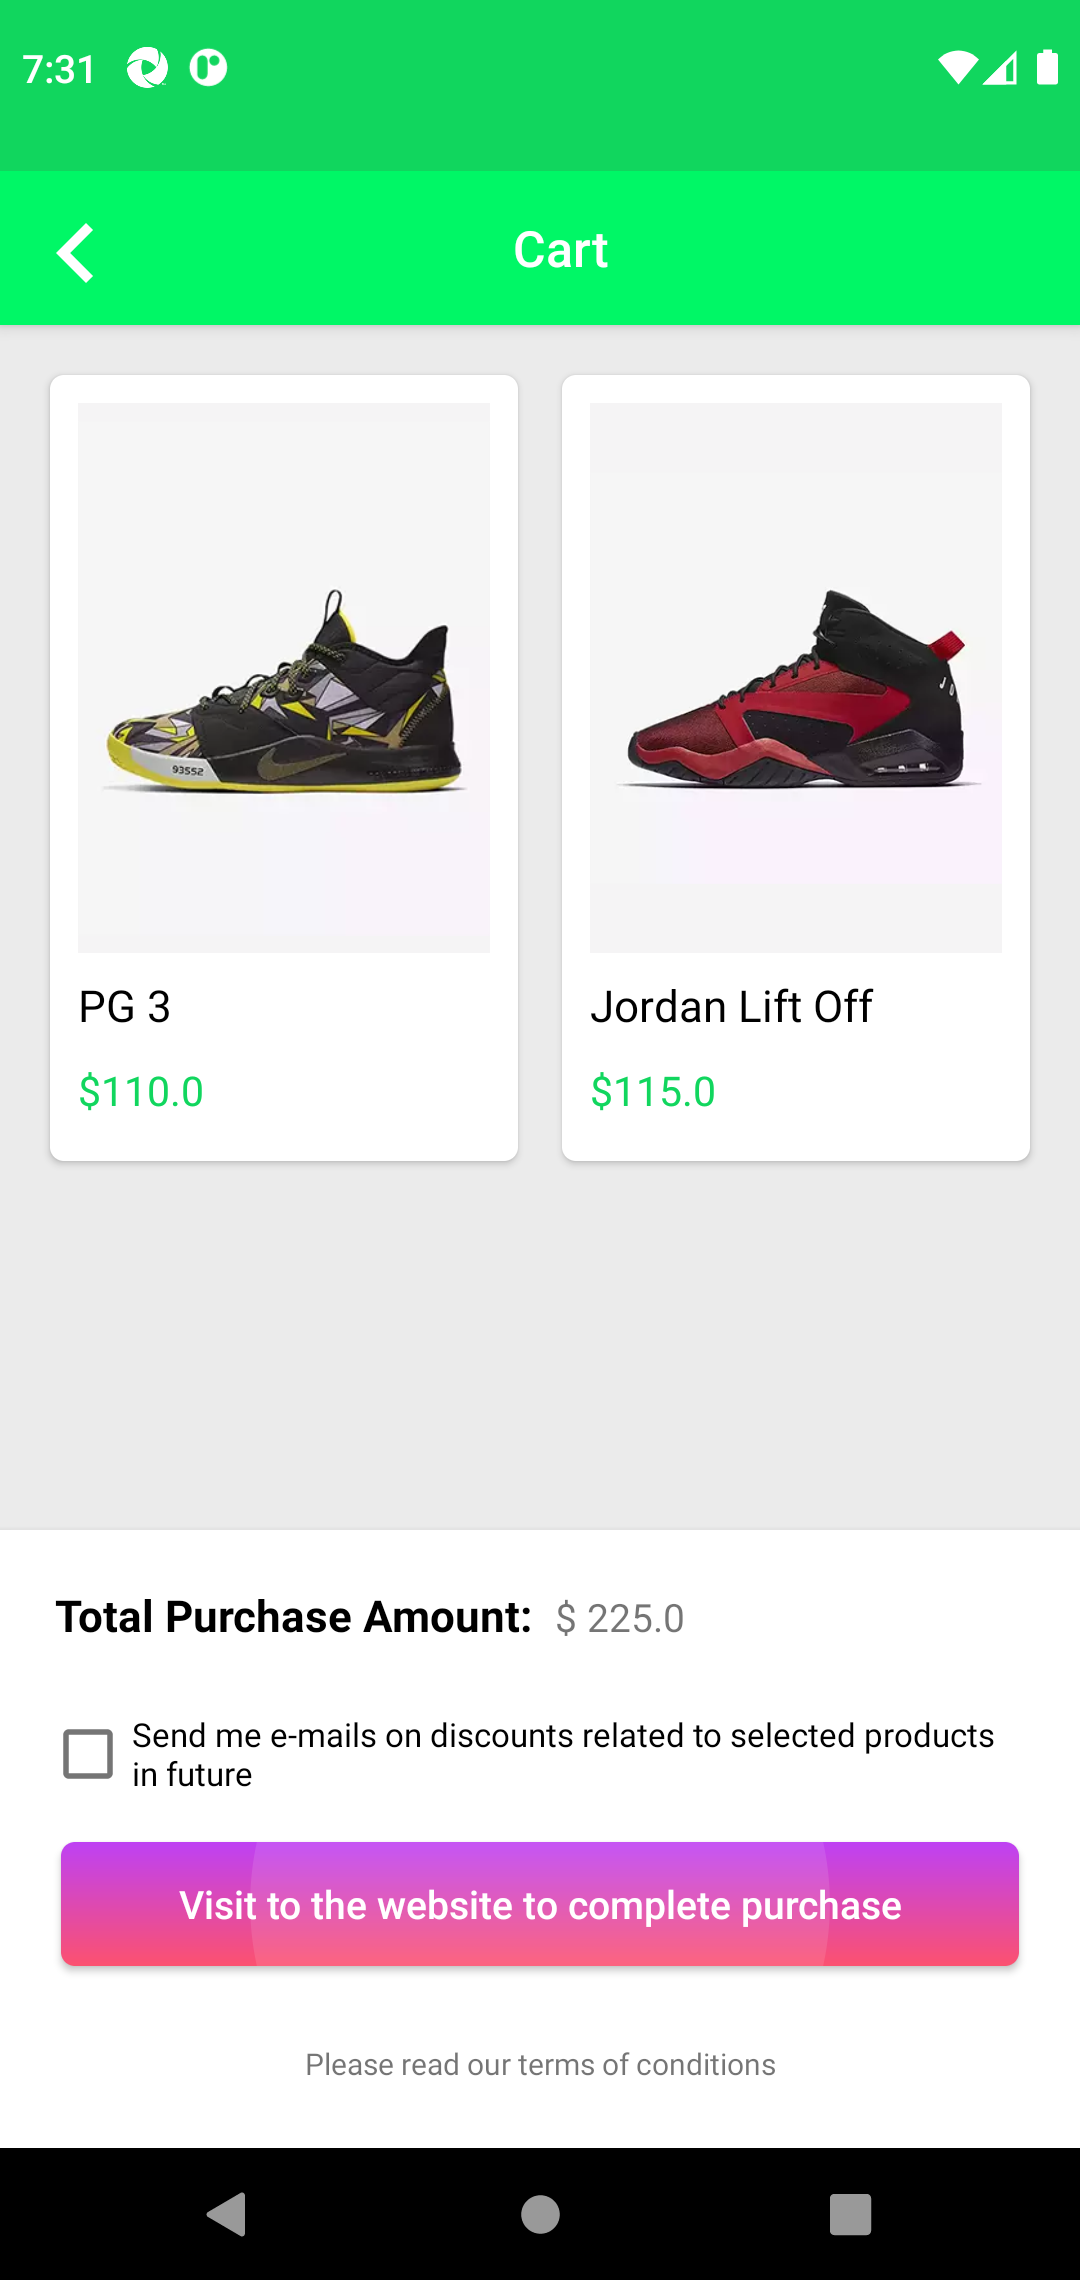 7:31
Cart
93552
PG 3
Jordan Lift Off
$110.0
$115.0
Total Purchase Amount: $ 225.0
Send me e-mails on discounts related to selected products
in future
Visit to the website to complete purchase
Please read our terms of conditions